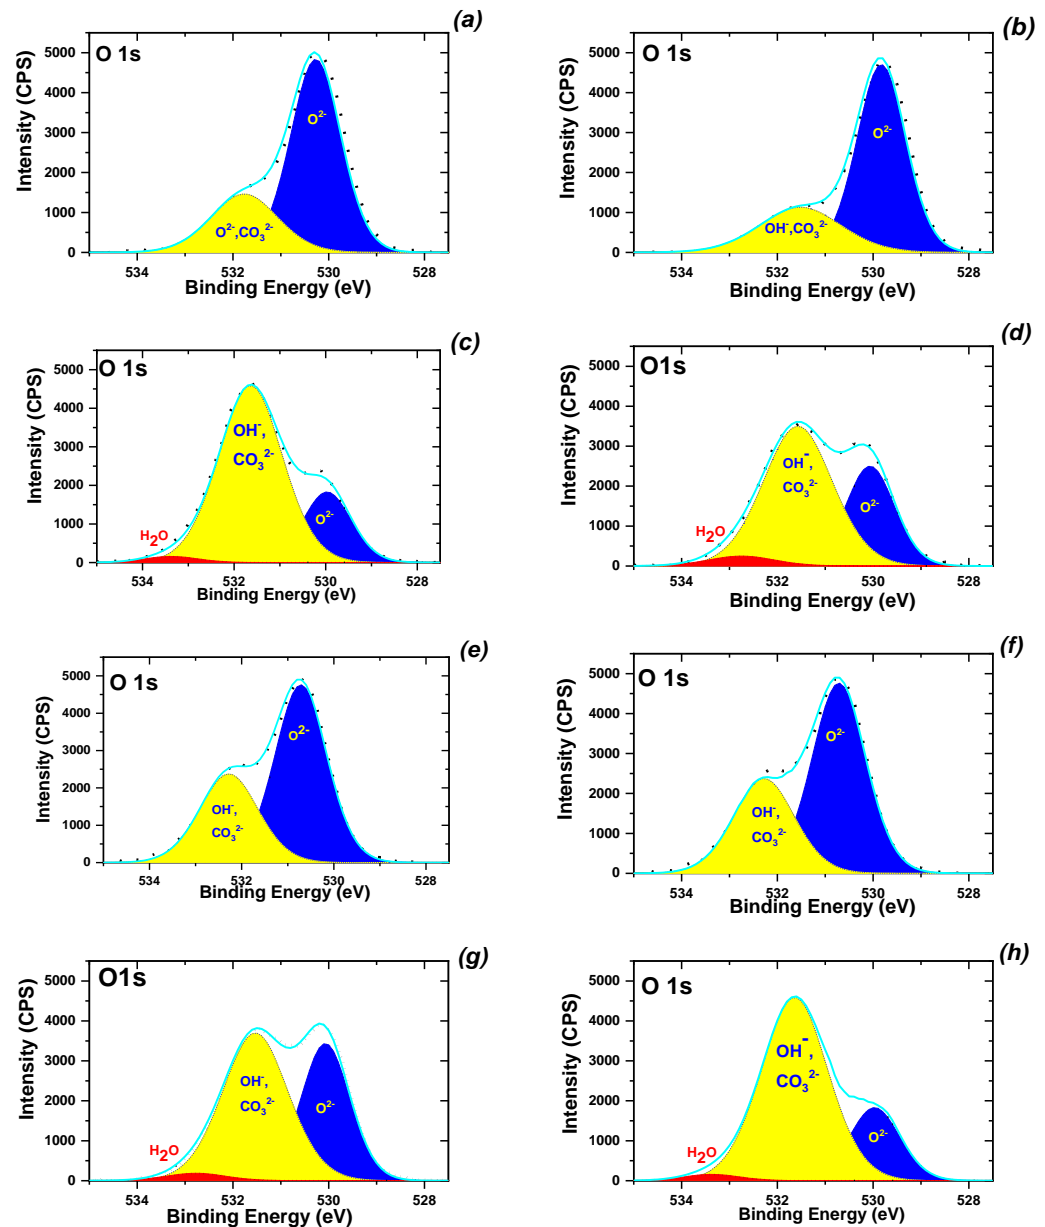 (a)
O 1s
Intensity (CPS)
5000
4000
3000
2000
1000
0
O²⁻
O²⁻,CO₃²⁻
534 532 530 528
Binding Energy (eV)
(b)
O 1s
Intensity (CPS)
5000
4000
3000
2000
1000
0
O²⁻
OH⁻,CO₃²⁻
534 532 530 528
Binding Energy (eV)
(c)
O 1s
Intensity (CPS)
5000
4000
3000
2000
1000
0
OH⁻,
CO₃²⁻
O²⁻
H₂O
534 532 530 528
Binding Energy (eV)
(d)
O1s
Intensity (CPS)
5000
4000
3000
2000
1000
0
OH⁻,
CO₃²⁻
O²⁻
H₂O
534 532 530 528
Binding Energy (eV)
(e)
O 1s
Intensity (CPS)
5000
4000
3000
2000
1000
0
O²⁻
OH⁻,
CO₃²⁻
534 532 530 528
Binding Energy (eV)
(f)
O 1s
Intensity (CPS)
5000
4000
3000
2000
1000
0
O²⁻
OH⁻,
CO₃²⁻
534 532 530 528
Binding Energy (eV)
(g)
O1s
Intensity (CPS)
5000
4000
3000
2000
1000
0
OH⁻,
CO₃²⁻
O²⁻
H₂O
534 532 530 528
Binding Energy (eV)
(h)
O 1s
Intensity (CPS)
5000
4000
3000
2000
1000
0
OH⁻,
CO₃²⁻
O²⁻
H₂O
534 532 530 528
Binding Energy (eV)